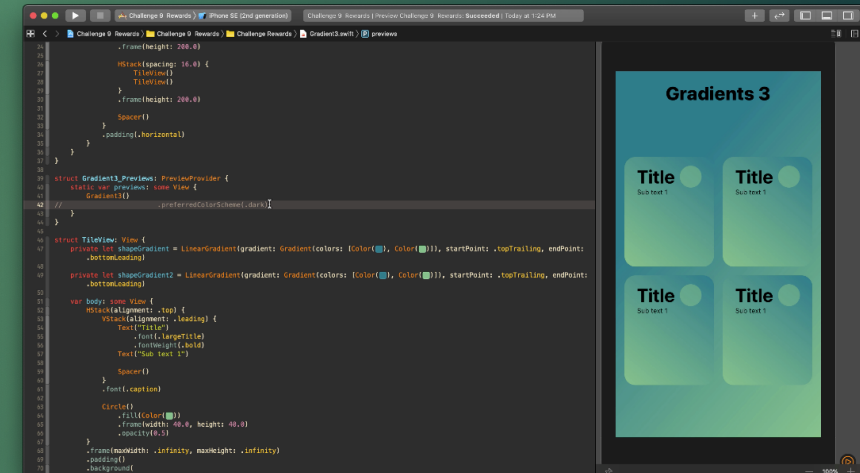 Challenge 9 Rewards 〉 iPhone SE (2nd generation)
Challenge 9 Rewards | Preview Challenge 9 Rewards: Succeeded | Today at 1:24 PM
Challenge 9 Rewards 〉 Challenge 9 Rewards 〉 Challenge Rewards 〉 Gradient3.swift 〉 P previews
.frame(height: 200.0)
HStack(spacing: 16.0) {
TileView()
TileView()
}
.frame(height: 200.0)
Spacer()
}
.padding(.horizontal)
}
}
}
struct Gradient3_Previews: PreviewProvider {
static var previews: some View {
Gradient3()
42 // .preferredColorScheme(.dark)
}
}
struct TileView: View {
private let shapeGradient = LinearGradient(gradient: Gradient(colors: [Color(), Color()]), startPoint: .topTrailing, endPoint:
.bottomLeading)
private let shapeGradient2 = LinearGradient(gradient: Gradient(colors: [Color(), Color()]), startPoint: .topTrailing, endPoint:
.bottomLeading)
var body: some View {
HStack(alignment: .top) {
VStack(alignment: .leading) {
Text("Title")
.font(.largeTitle)
.fontWeight(.bold)
Text("Sub text 1")
Spacer()
}
.font(.caption)
Circle()
.fill(Color())
.frame(width: 40.0, height: 40.0)
.opacity(0.5)
}
.frame(maxWidth: .infinity, maxHeight: .infinity)
.padding()
.background(
Gradients 3
Title Title
Sub text 1 Sub text 1
Title Title
Sub text 1 Sub text 1
100%